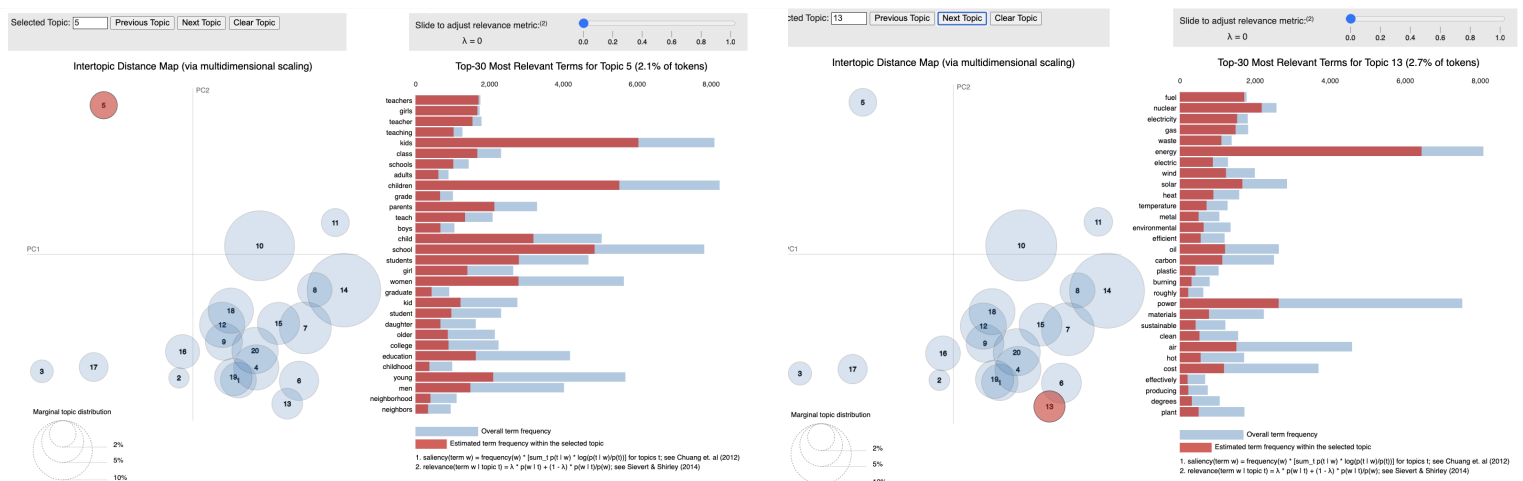 Selected Topic: 5 Previous Topic Next Topic Clear Topic
Slide to adjust relevance metric:(2)
λ = 0
0.0 0.2 0.4 0.6 0.8 1.0
Intertopic Distance Map (via multidimensional scaling)
PC2
PC1
5
11
10
8
14
18
12
15
7
9
20
16
4
17
3
2
19
1
6
13
Marginal topic distribution
2%
5%
10%
Top-30 Most Relevant Terms for Topic 5 (2.1% of tokens)
0 2,000 4,000 6,000 8,000
teachers
girls
teacher
teaching
kids
class
schools
adults
children
grade
parents
teach
boys
child
school
students
girl
women
graduate
kid
student
daughter
older
college
education
childhood
young
men
neighborhood
neighbors
Overall term frequency
Estimated term frequency within the selected topic
1. saliency(term w) = frequency(w) * [sum_t p(t | w) * log(p(t | w)/p(t))] for topics t; see Chuang et. al (2012)
2. relevance(term w | topic t) = λ * p(w | t) + (1 - λ) * p(w | t)/p(w); see Sievert & Shirley (2014)
cted Topic: 13 Previous Topic Next Topic Clear Topic
Slide to adjust relevance metric:(2)
λ = 0
0.0 0.2 0.4 0.6 0.8 1.0
Intertopic Distance Map (via multidimensional scaling)
PC2
PC1
5
11
10
8
14
18
12
15
7
9
20
16
4
17
3
2
19
1
6
13
Marginal topic distribution
2%
5%
10%
Top-30 Most Relevant Terms for Topic 13 (2.7% of tokens)
0 2,000 4,000 6,000 8,000
fuel
nuclear
electricity
gas
waste
energy
electric
wind
solar
heat
temperature
metal
environmental
efficient
oil
carbon
plastic
burning
roughly
power
materials
sustainable
clean
air
hot
cost
effectively
producing
degrees
plant
Overall term frequency
Estimated term frequency within the selected topic
1. saliency(term w) = frequency(w) * [sum_t p(t | w) * log(p(t | w)/p(t))] for topics t; see Chuang et. al (2012)
2. relevance(term w | topic t) = λ * p(w | t) + (1 - λ) * p(w | t)/p(w); see Sievert & Shirley (2014)